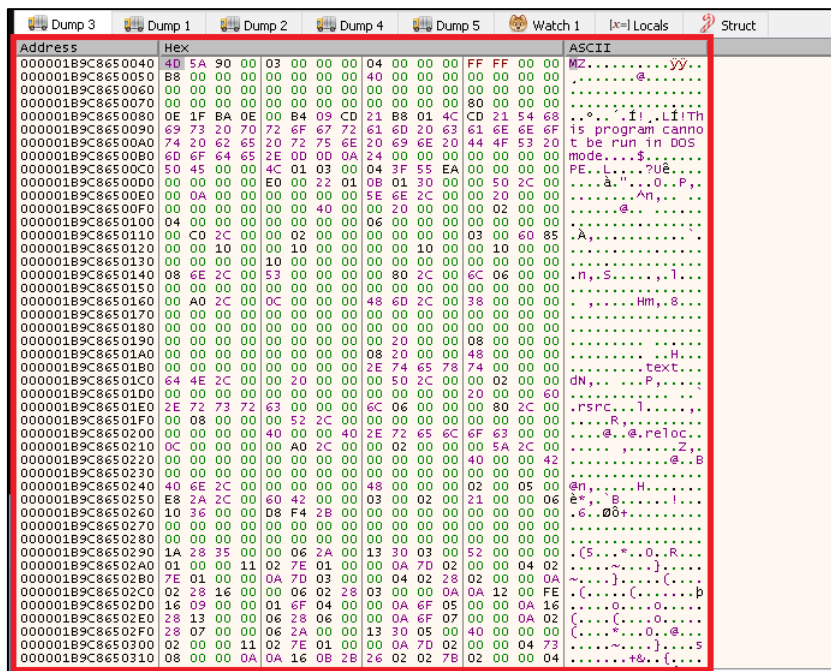 Dump 3 Dump 1 Dump 2 Dump 4 Dump 5 Watch 1 [x=] Locals Struct
Address Hex ASCII
000001B9C8650040 4D 5A 90 00 03 00 00 00 04 00 00 00 FF FF 00 00 MZ..........ÿÿ..
000001B9C8650050 B8 00 00 00 00 00 00 00 40 00 00 00 00 00 00 00 ¸.......@.......
000001B9C8650060 00 00 00 00 00 00 00 00 00 00 00 00 00 00 00 00 ................
000001B9C8650070 00 00 00 00 00 00 00 00 00 00 00 00 80 00 00 00 ................
000001B9C8650080 0E 1F BA 0E 00 B4 09 CD 21 B8 01 4C CD 21 54 68 ..º..´.Í!¸.LÍ!Th
000001B9C8650090 69 73 20 70 72 6F 67 72 61 6D 20 63 61 6E 6E 6F is program canno
000001B9C86500A0 74 20 62 65 20 72 75 6E 20 69 6E 20 44 4F 53 20 t be run in DOS
000001B9C86500B0 6D 6F 64 65 2E 0D 0D 0A 24 00 00 00 00 00 00 00 mode....$.......
000001B9C86500C0 50 45 00 00 4C 01 03 00 04 3F 55 EA 00 00 00 00 PE..L....?Uê....
000001B9C86500D0 00 00 00 00 E0 00 22 01 0B 01 30 00 00 50 2C 00 ....à."...0..P,.
000001B9C86500E0 00 0A 00 00 00 00 00 00 5E 6E 2C 00 00 20 00 00 ........^n,.. ..
000001B9C86500F0 00 00 00 00 00 00 40 00 00 20 00 00 00 02 00 00 ......@.. ......
000001B9C8650100 04 00 00 00 00 00 00 00 06 00 00 00 00 00 00 00 ................
000001B9C8650110 00 C0 2C 00 00 02 00 00 00 00 00 00 03 00 60 85 .À,...........`.
000001B9C8650120 00 00 10 00 00 10 00 00 00 00 10 00 00 10 00 00 ................
000001B9C8650130 00 00 00 00 10 00 00 00 00 00 00 00 00 00 00 00 ................
000001B9C8650140 08 6E 2C 00 53 00 00 00 00 80 2C 00 6C 06 00 00 .n,.S.....,.l...
000001B9C8650150 00 00 00 00 00 00 00 00 00 00 00 00 00 00 00 00 ................
000001B9C8650160 00 A0 2C 00 0C 00 00 00 48 6D 2C 00 38 00 00 00 . ,.....Hm,.8...
000001B9C8650170 00 00 00 00 00 00 00 00 00 00 00 00 00 00 00 00 ................
000001B9C8650180 00 00 00 00 00 00 00 00 00 00 00 00 00 00 00 00 ................
000001B9C8650190 00 00 00 00 00 00 00 00 00 20 00 00 08 00 00 00 ......... ......
000001B9C86501A0 00 00 00 00 00 00 00 00 08 20 00 00 48 00 00 00 ......... ..H...
000001B9C86501B0 00 00 00 00 00 00 00 00 2E 74 65 78 74 00 00 00 .........text...
000001B9C86501C0 64 4E 2C 00 00 20 00 00 00 50 2C 00 00 02 00 00 dN,.. ...P,.....
000001B9C86501D0 00 00 00 00 00 00 00 00 00 00 00 00 20 00 00 60 ............ ..`
000001B9C86501E0 2E 72 73 72 63 00 00 00 6C 06 00 00 00 80 2C 00 .rsrc...l.....,.
000001B9C86501F0 00 08 00 00 00 52 2C 00 00 00 00 00 00 00 00 00 .....R,.........
000001B9C8650200 00 00 00 00 40 00 00 40 2E 72 65 6C 6F 63 00 00 ....@..@.reloc..
000001B9C8650210 0C 00 00 00 00 A0 2C 00 00 02 00 00 00 5A 2C 00 ..... ,......Z,.
000001B9C8650220 00 00 00 00 00 00 00 00 00 00 00 00 40 00 00 42 ............@..B
000001B9C8650230 00 00 00 00 00 00 00 00 00 00 00 00 00 00 00 00 ................
000001B9C8650240 40 6E 2C 00 00 00 00 00 48 00 00 00 02 00 05 00 @n,.....H.......
000001B9C8650250 E8 2A 2C 00 60 42 00 00 03 00 02 00 21 00 00 06 è*,.`B......!...
000001B9C8650260 10 36 00 00 D8 F4 2B 00 00 00 00 00 00 00 00 00 .6..Øô+.........
000001B9C8650270 00 00 00 00 00 00 00 00 00 00 00 00 00 00 00 00 ................
000001B9C8650280 00 00 00 00 00 00 00 00 00 00 00 00 00 00 00 00 ................
000001B9C8650290 1A 28 35 00 00 06 2A 00 13 30 03 00 52 00 00 00 .(5...*..0..R...
000001B9C86502A0 01 00 00 11 02 7E 01 00 00 0A 7D 02 00 00 04 02 .....~....}.....
000001B9C86502B0 7E 01 00 00 0A 7D 03 00 00 04 02 28 02 00 00 0A ~....}.....(....
000001B9C86502C0 02 28 16 00 00 06 02 28 03 00 00 0A 0A 12 00 FE .(.....(.......þ
000001B9C86502D0 16 09 00 00 01 6F 04 00 00 0A 6F 05 00 00 0A 16 .....o....o.....
000001B9C86502E0 28 13 00 00 06 28 06 00 00 0A 6F 07 00 00 0A 02 (....(....o.....
000001B9C86502F0 28 07 00 00 06 2A 00 00 13 30 05 00 40 00 00 00 (....*...0..@...
000001B9C8650300 02 00 00 11 02 7E 01 00 00 0A 7D 02 00 00 04 73 .....~....}....s
000001B9C8650310 08 00 00 0A 0A 16 0B 2B 26 02 02 7B 02 00 00 04 .......+&..{....